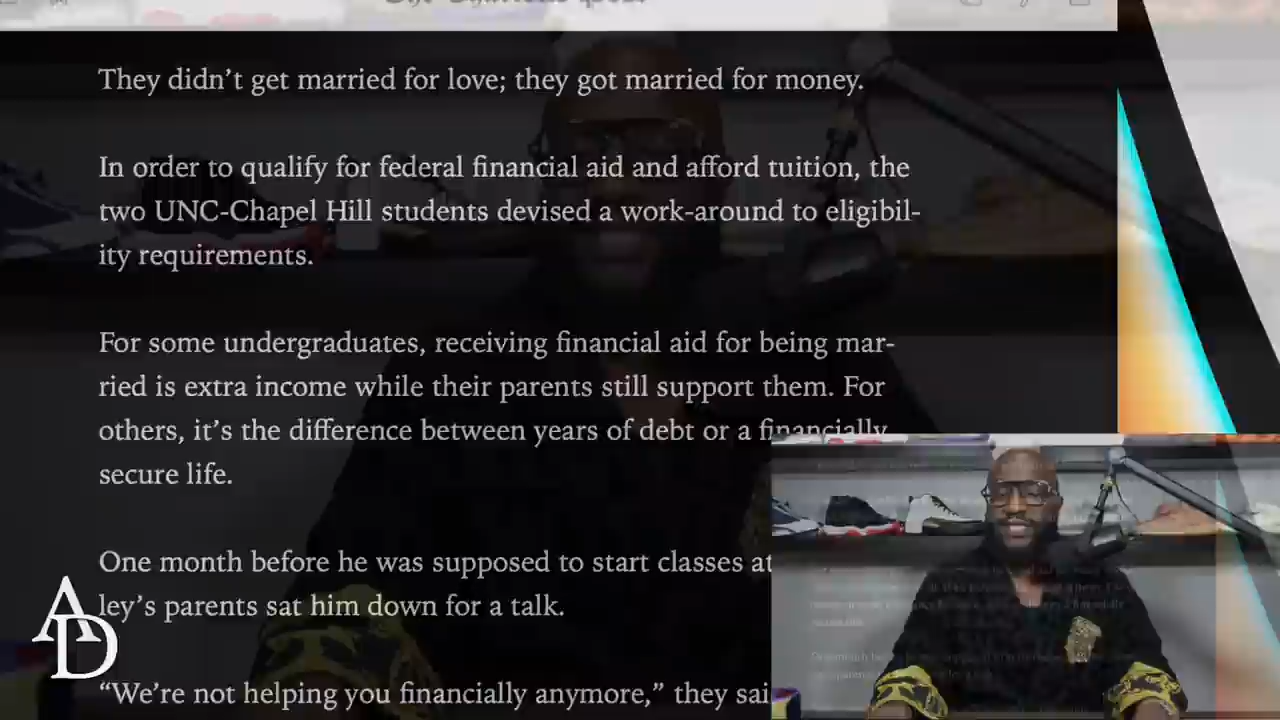 They didn’t get married for love; they got married for money.
In order to qualify for federal financial aid and afford tuition, the
two UNC-Chapel Hill students devised a work-around to eligibil-
ity requirements.
For some undergraduates, receiving financial aid for being mar-
ried is extra income while their parents still support them. For
others, it’s the difference between years of debt or a financially
secure life.
One month before he was supposed to start classes at
ley’s parents sat him down for a talk.
“We’re not helping you financially anymore,” they sai
AD